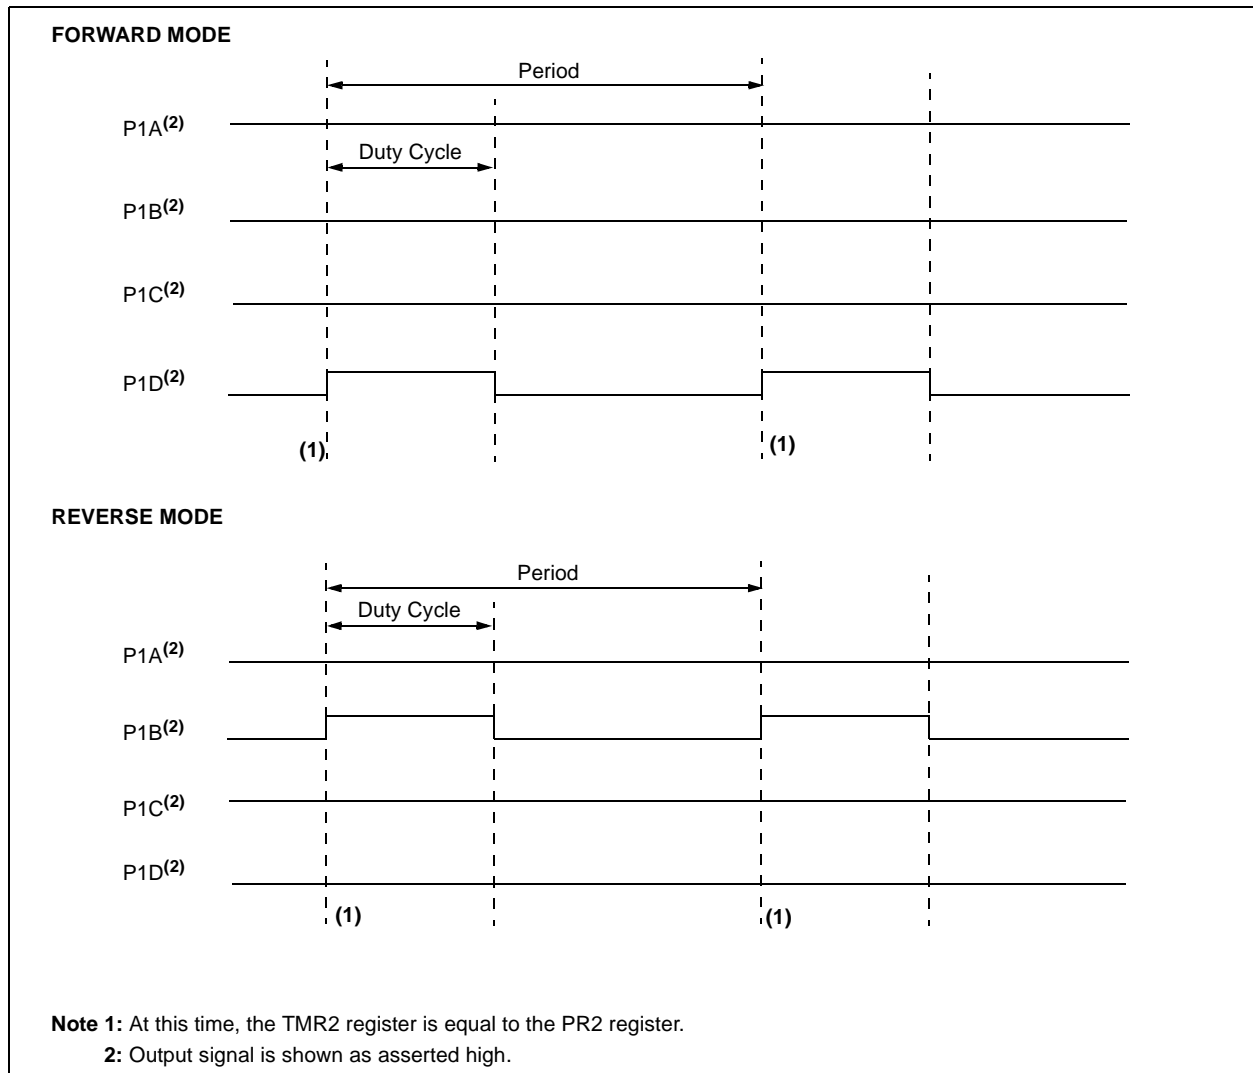 FORWARD MODE
Period
P1A(2)
Duty Cycle
P1B(2)
P1C(2)
P1D(2)
(1)
(1)
REVERSE MODE
Period
Duty Cycle
P1A(2)
P1B(2)
P1C(2)
P1D(2)
(1)
(1)
Note 1: At this time, the TMR2 register is equal to the PR2 register.
2: Output signal is shown as asserted high.